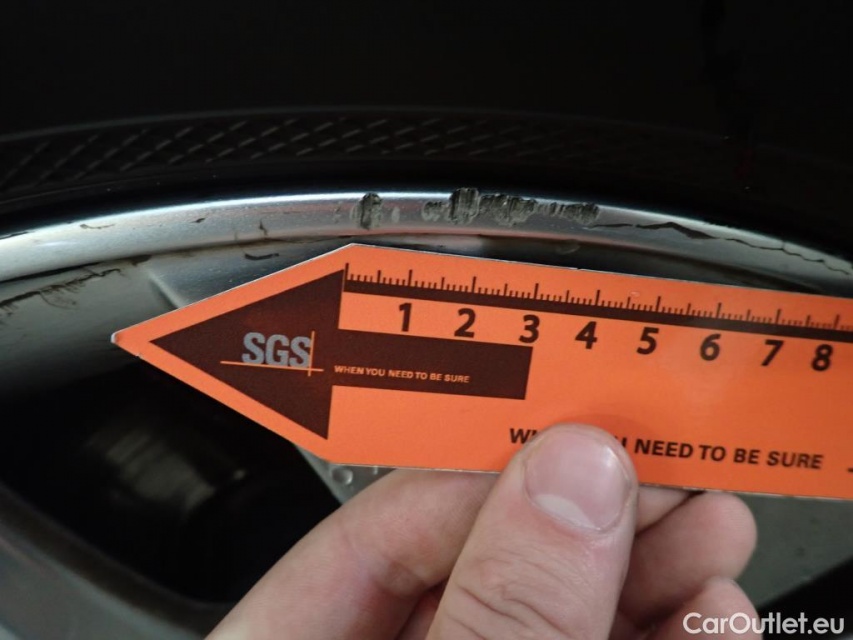 1 2 3 4 5 6 7 8
SGS
WHEN YOU NEED TO BE SURE
NEED TO BE SURE
CarOutlet.eu